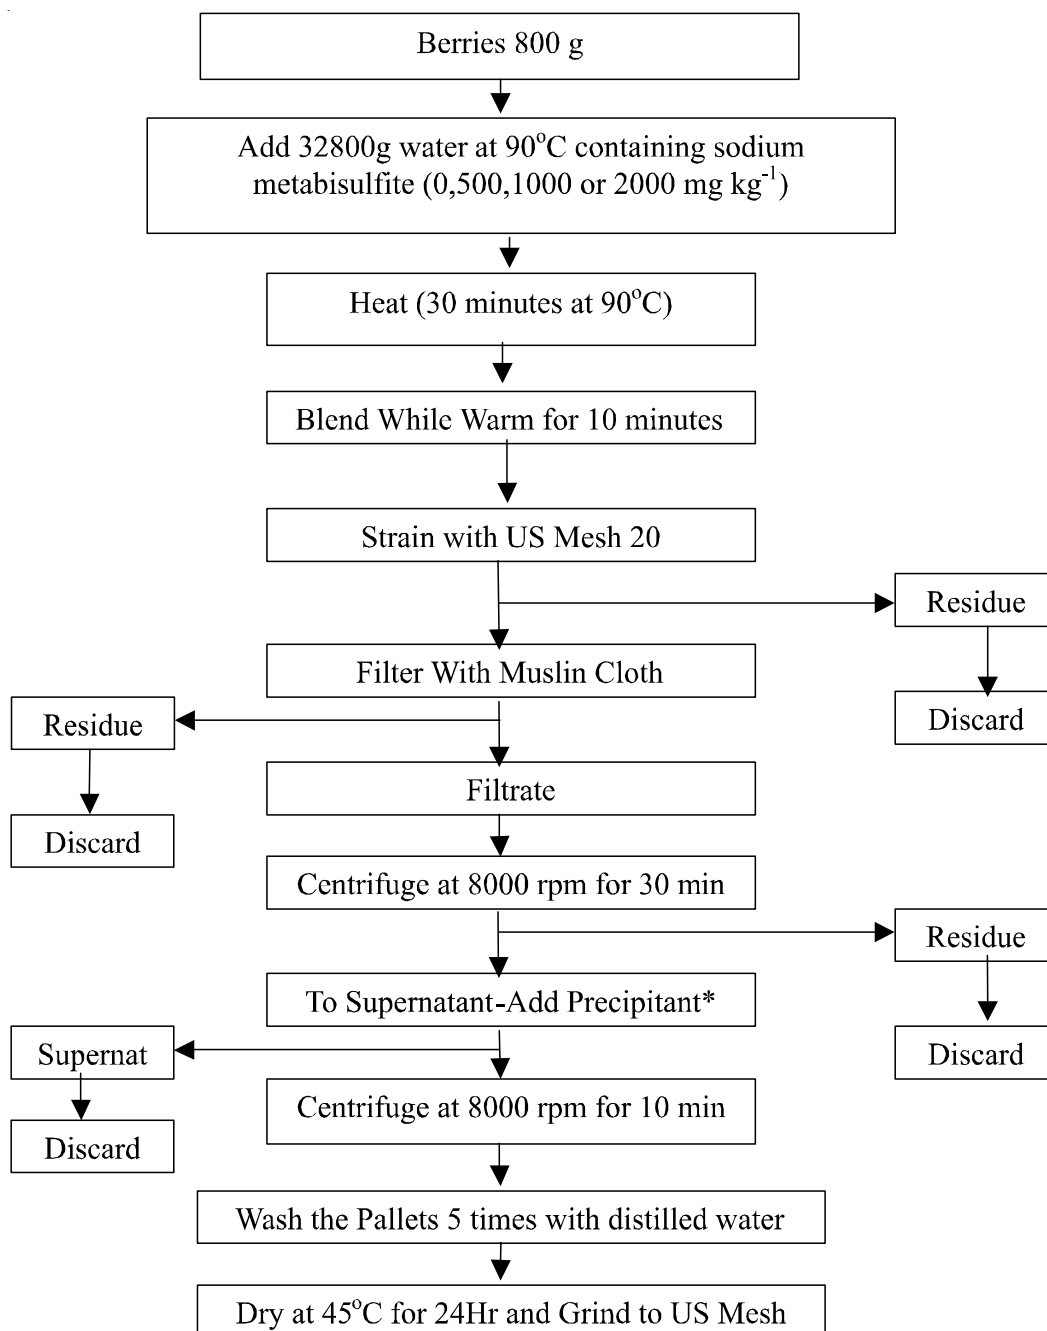 Berries 800 g
Add 32800g water at 90°C containing sodium
metabisulfite (0,500,1000 or 2000 mg kg⁻¹)
Heat (30 minutes at 90°C)
Blend While Warm for 10 minutes
Strain with US Mesh 20
Residue
Discard
Filter With Muslin Cloth
Residue
Discard
Filtrate
Centrifuge at 8000 rpm for 30 min
Residue
Discard
To Supernatant-Add Precipitant*
Supernat
Discard
Centrifuge at 8000 rpm for 10 min
Wash the Pallets 5 times with distilled water
Dry at 45°C for 24Hr and Grind to US Mesh